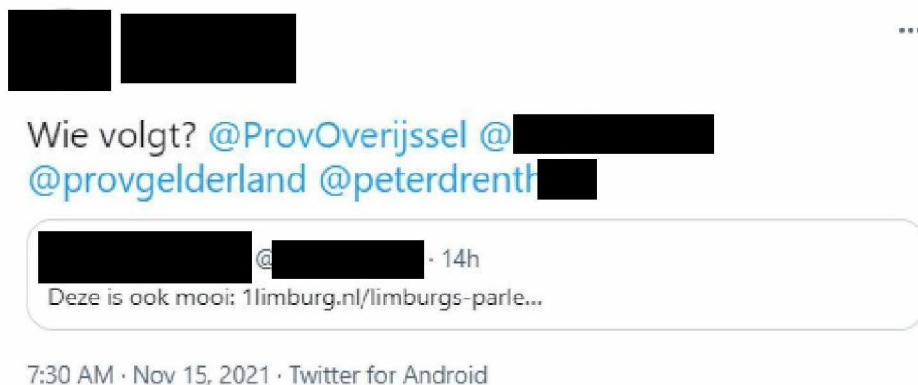 Wie volgt? @ProvOverijssel @
@provgelderland @peterdrenth
@ · 14h
Deze is ook mooi: 1limburg.nl/limburgs-parle...
7:30 AM · Nov 15, 2021 · Twitter for Android